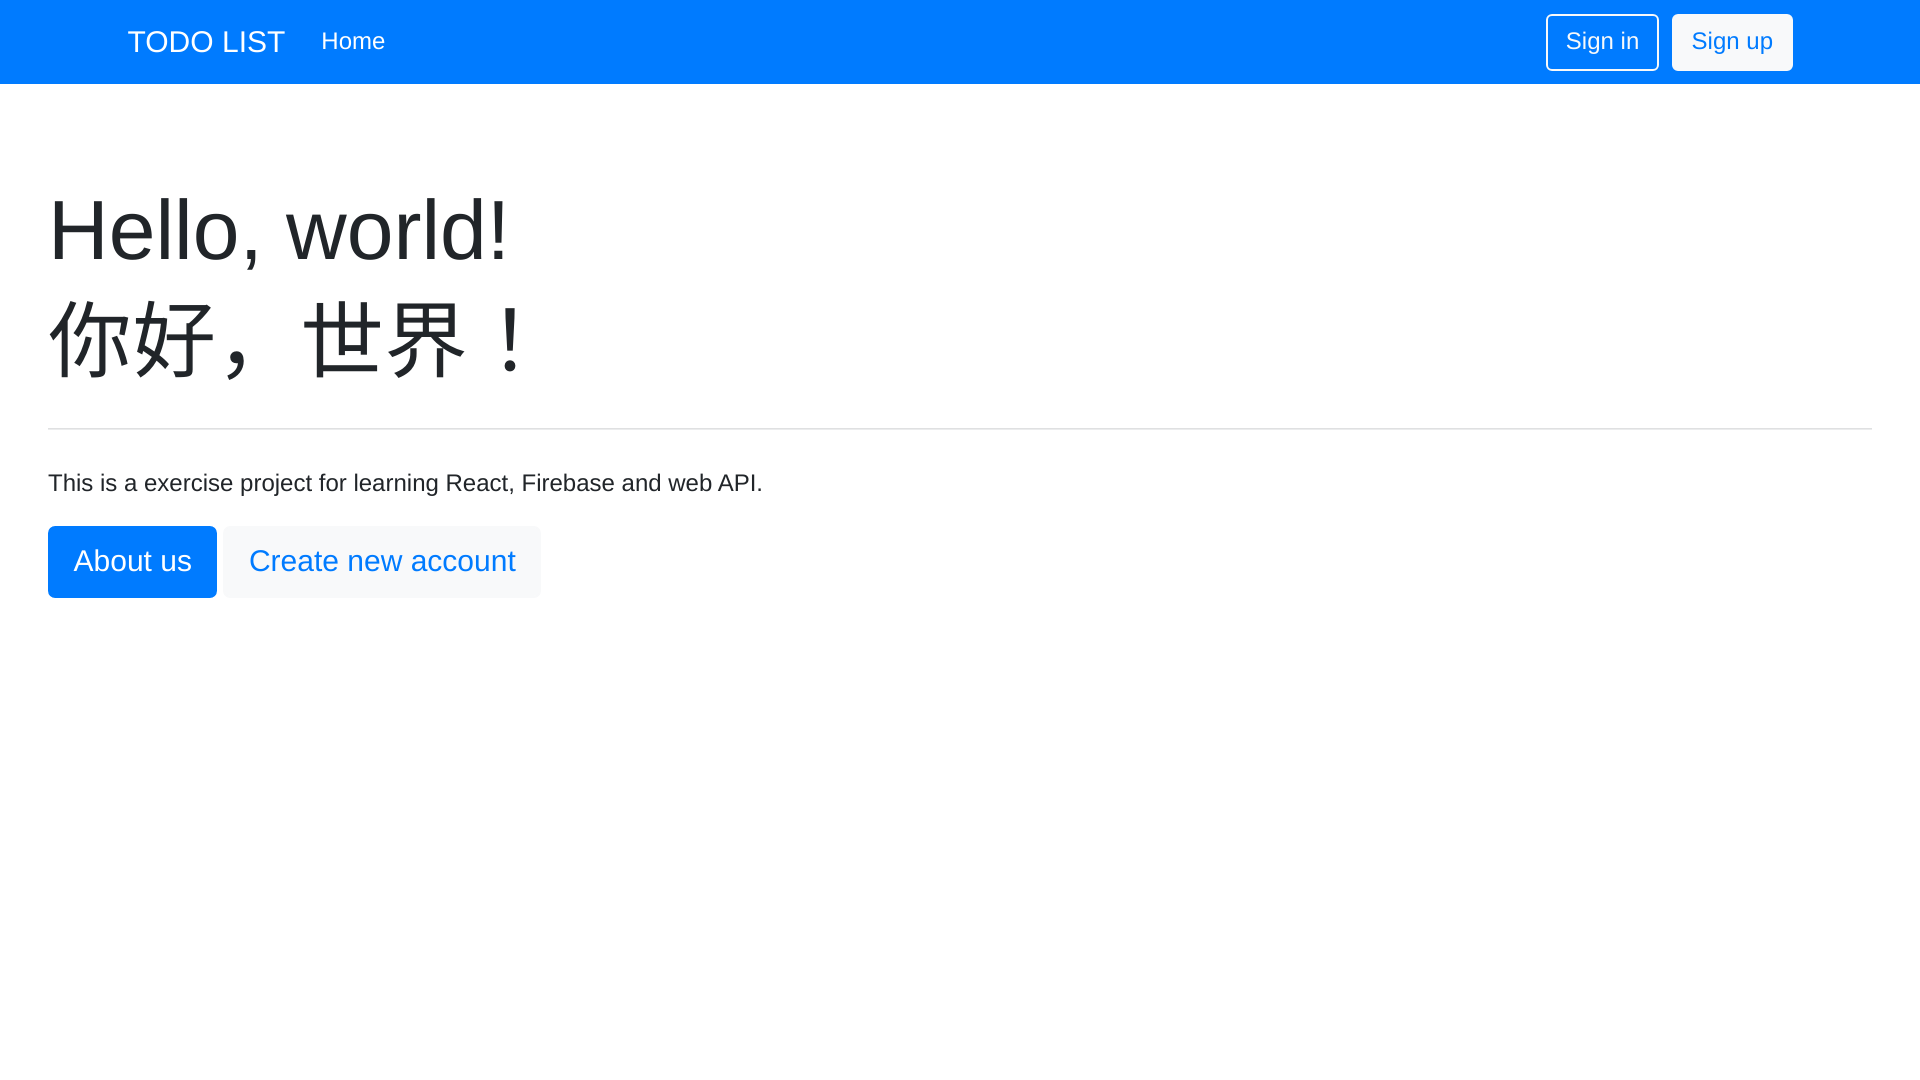 TODO LIST Home Sign in Sign up
Hello, world!
你好，世界！
This is a exercise project for learning React, Firebase and web API.
About us Create new account